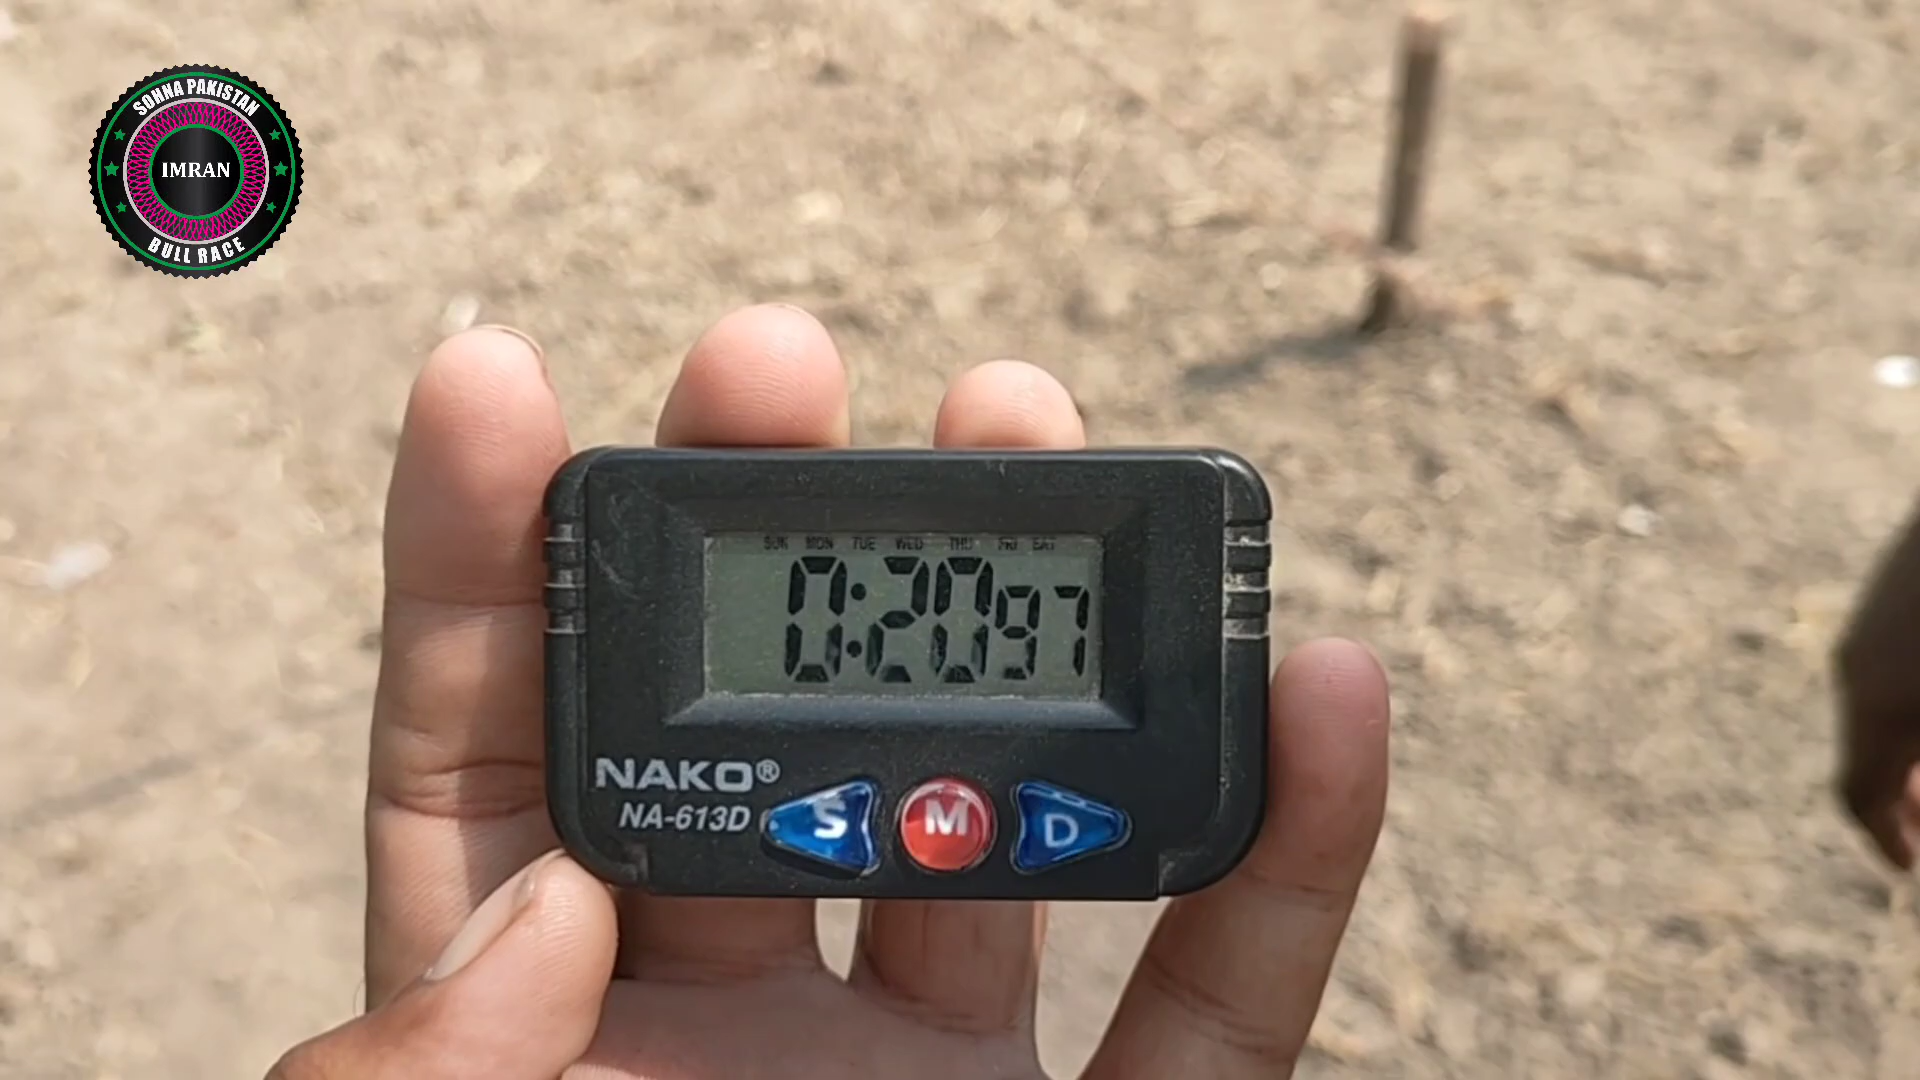 SOHNA PAKISTAN
IMRAN
BULL RACE
SUN MON TUE WED THU FRI SAT
0:20 97
NAKO®
NA-613D
S M D